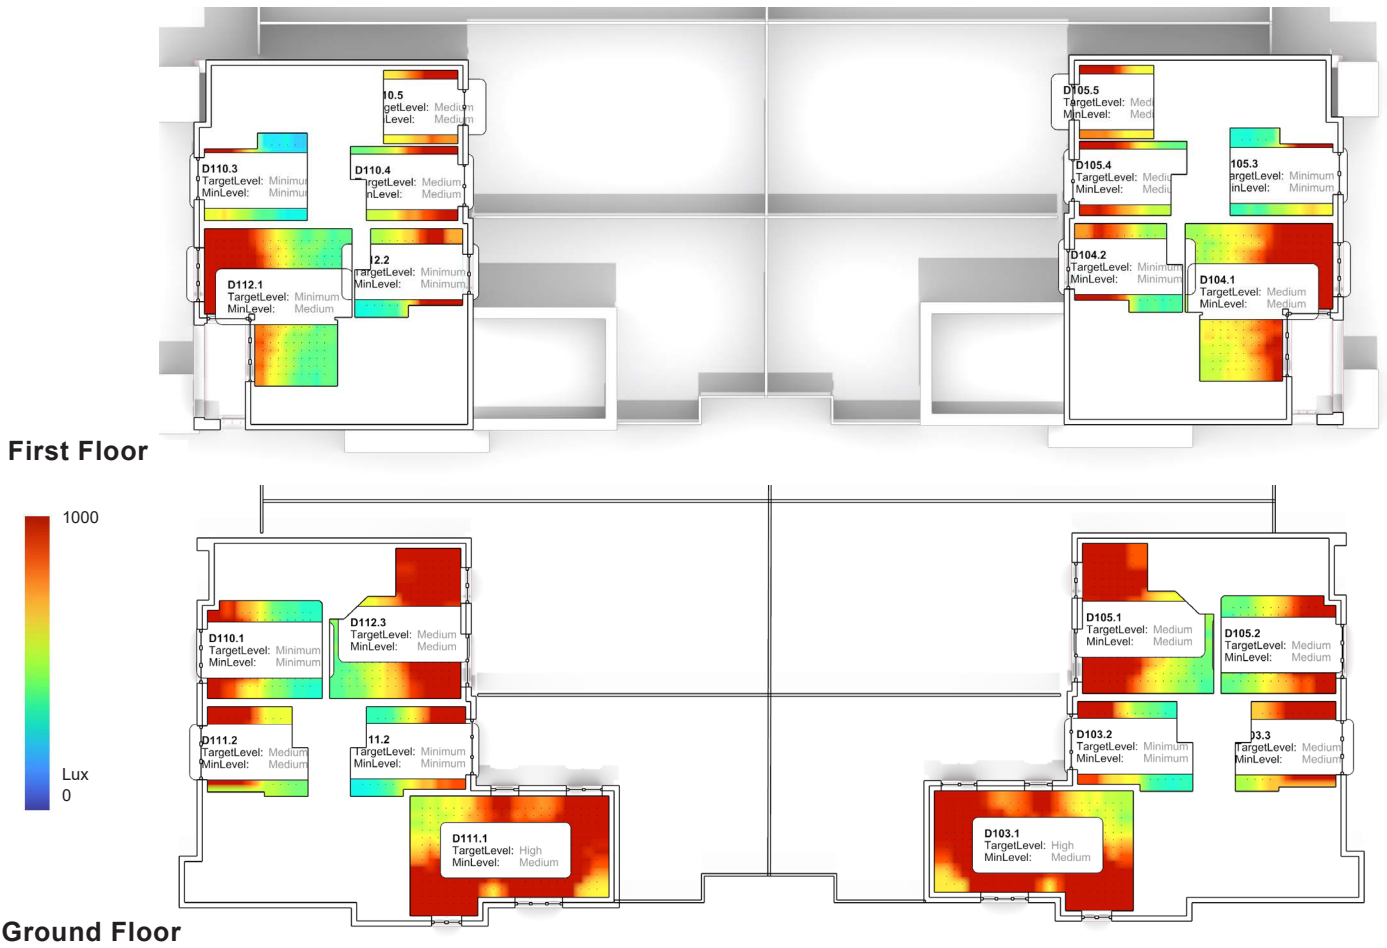 10.5
getLevel: Medium
Level: Medium
D105.5
TargetLevel: Medi
MinLevel: Medi
D110.3
TargetLevel: Minimu
MinLevel: Minimu
D110.4
TargetLevel: Medium
inLevel: Medium
D105.4
TargetLevel: Mediu
MinLevel: Mediu
105.3
argetLevel: Minimum
inLevel: Minimum
12.2
TargetLevel: Minimum
MinLevel: Minimum
D104.2
TargetLevel: Minimum
MinLevel: Minimum
D112.1
TargetLevel: Minimum
MinLevel: Medium
D104.1
TargetLevel: Medium
MinLevel: Medium
First Floor
1000
Lux
0
D110.1
TargetLevel: Minimum
MinLevel: Minimum
D112.3
TargetLevel: Medium
MinLevel: Medium
D105.1
TargetLevel: Medium
MinLevel: Medium
D105.2
TargetLevel: Medium
MinLevel: Medium
D111.2
TargetLevel: Medium
MinLevel: Medium
11.2
TargetLevel: Minimum
MinLevel: Minimum
D103.2
TargetLevel: Minimum
MinLevel: Minimum
03.3
TargetLevel: Medium
MinLevel: Medium
D111.1
TargetLevel: High
MinLevel: Medium
D103.1
TargetLevel: High
MinLevel: Medium
Ground Floor